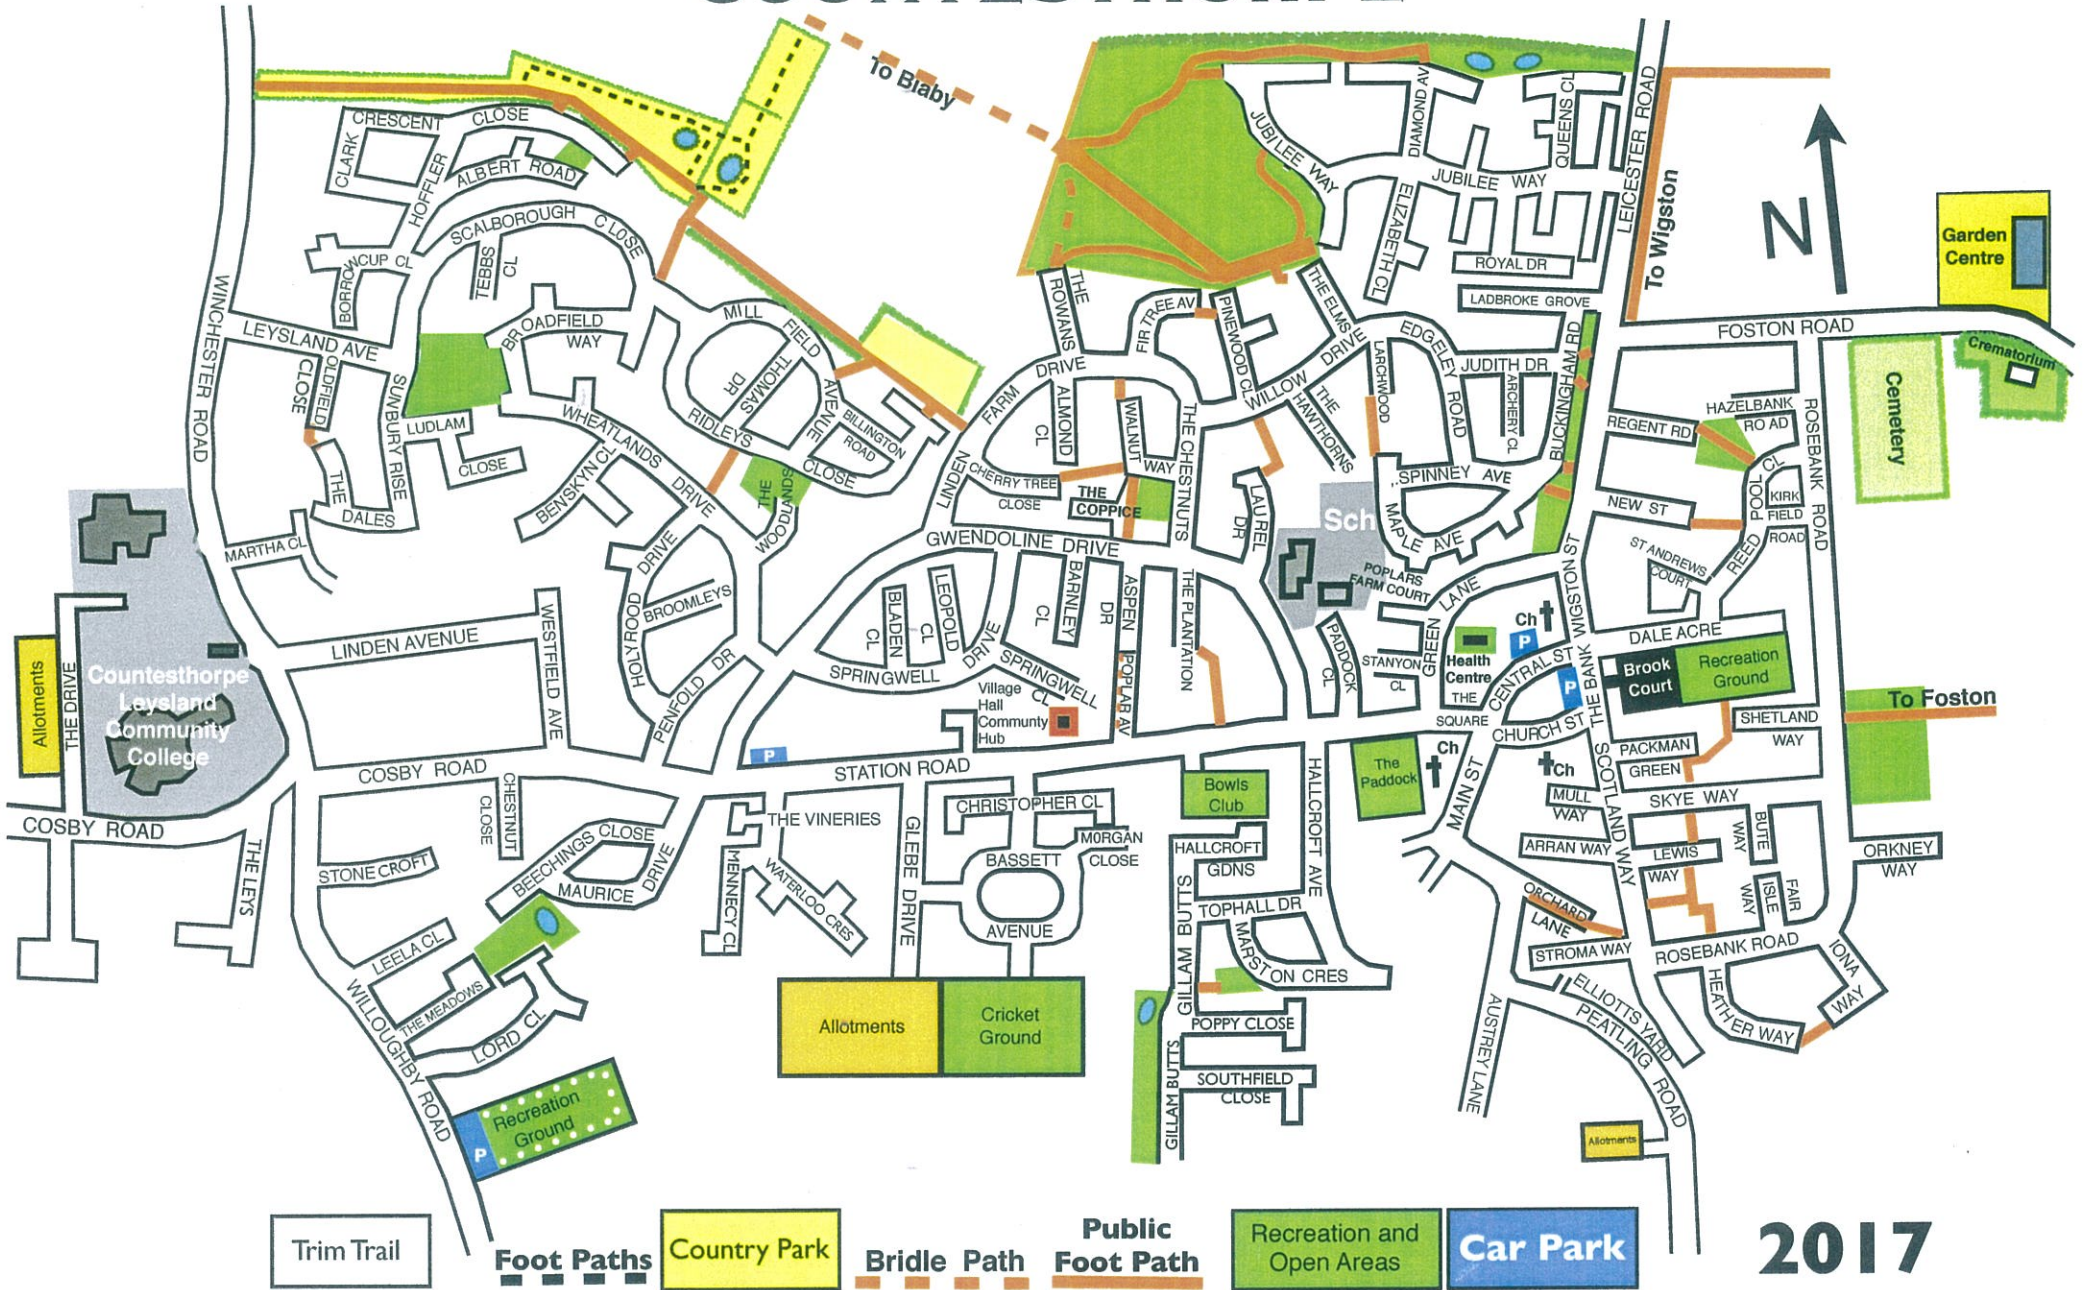 To Blaby
CRESCENT
CLOSE
CLARK
HOFFLER
ALBERT ROAD
SCALBOROUGH CLOSE
TEBBS
CL
BORROWCUP CL
BROADFIELD
WAY
WINCHESTER ROAD
LEYSLAND AVE
OLDFIELD
CLOSE
SUNBURY RISE
LUDLAM
CLOSE
THE
DALES
MARTHA CL
WHEATLANDS DRIVE
BENSKYN CL
MILL FIELD
AVENUE
THOMAS
DR
RIDLEYS
CLOSE
BILLINGTON
ROAD
THE
WOODLANDS
HOLYROOD
DRIVE
BROOMLEYS
PENFOLD DR
LINDEN AVENUE
WESTFIELD AVE
Countesthorpe
Leysland
Community
College
Allotments
THE DRIVE
COSBY ROAD
COSBY ROAD
THE LEYS
CHESTNUT
CLOSE
STONECROFT
BEECHINGS CLOSE
MAURICE DRIVE
LEELA CL
THE MEADOWS
LORD CL
WILLOUGHBY ROAD
Recreation
Ground
P
JUBILEE WAY
DIAMOND AV
QUEENS CL
JUBILEE WAY
ELIZABETH CL
ROYAL DR
LADBROKE GROVE
LEICESTER ROAD
To Wigston
N
Garden
Centre
FOSTON ROAD
Crematorium
Cemetery
THE
ROWANS
FIR TREE AV
PINEWOOD CL
THE ELMS
LINDEN
FARM
DRIVE
WILLOW
DRIVE
ALMOND
CL
WALNUT
WAY
THE CHESTNUTS
CHERRY TREE
CLOSE
THE
COPPICE
THE
HAWTHORNS
LARCHWOOD
EDGELEY
ROAD
JUDITH DR
ARCHERY CL
BUCKINGHAM RD
SPINNEY AVE
MAPLE AVE
LAUREL
DR
Sch
POPLARS
FARM COURT
GREEN
LANE
GWENDOLINE DRIVE
BLADEN
CL
LEOPOLD
CL
SPRINGWELL
DRIVE
SPRINGWELL
CL
BARNLEY
CL
ASPEN
DR
THE PLANTATION
POPLAR AV
Village
Hall
Communty
Hub
PADDOCK
CL
STANYON
CL
Health
Centre
Ch
P
CENTRAL ST
THE
SQUARE
CHURCH ST
P
THE BANK
WIGSTON ST
REGENT RD
HAZELBANK
ROAD
ROSEBANK ROAD
NEW ST
REED
POOL CL
KIRK
FIELD
ROAD
ST ANDREWS
COURT
DALE ACRE
Brook
Court
Recreation
Ground
To Foston
SHETLAND
WAY
PACKMAN
GREEN
SKYE WAY
SCOTLAND WAY
MULL
WAY
ARRAN WAY
LEWIS
WAY
BUTE
WAY
FAIR
ISLE
WAY
ORKNEY
WAY
ORCHARD
LANE
STROMA WAY
ROSEBANK ROAD
IONA
WAY
HEATHER WAY
ELLIOTTS YARD
PEATLING ROAD
AUSTREY LANE
MAIN ST
Ch
Ch
The
Paddock
P
STATION ROAD
THE VINERIES
MENNECY CL
WATERLOO CRES
GLEBE DRIVE
CHRISTOPHER CL
MORGAN
CLOSE
BASSETT
AVENUE
Bowls
Club
HALLCROFT AVE
HALLCROFT
GDNS
TOPHALL DR
MARSTON CRES
GILLAM BUTTS
POPPY CLOSE
GILLAM BUTTS
SOUTHFIELD
CLOSE
Allotments
Cricket
Ground
Allotments
Trim Trail
Foot Paths
Country Park
Bridle Path
Public
Foot Path
Recreation and
Open Areas
Car Park
2017